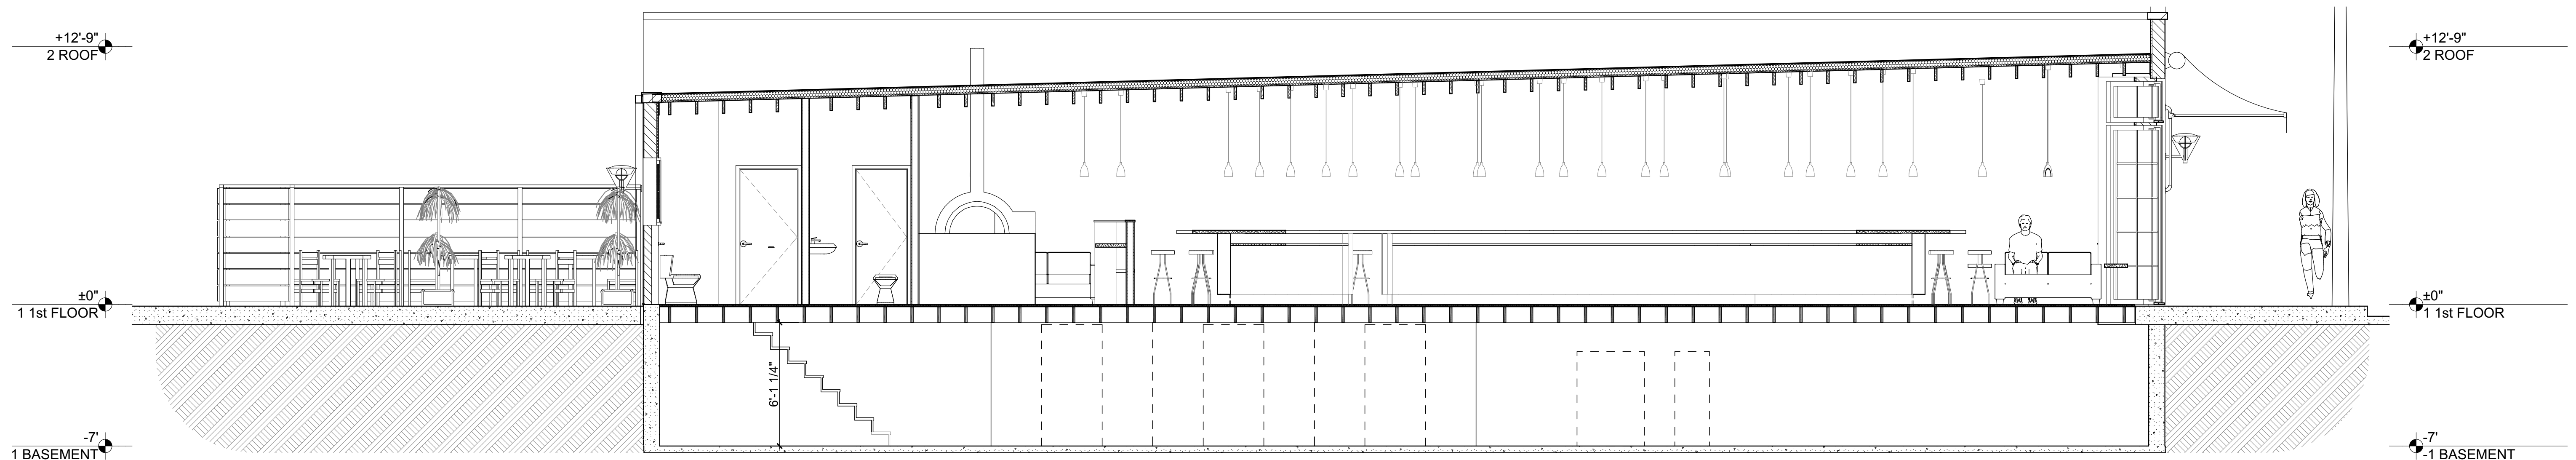 +12'-9"
2 ROOF
+12'-9"
2 ROOF
±0"
1 1st FLOOR
±0"
1 1st FLOOR
6'-1 1/4"
-7'
1 BASEMENT
-7'
-1 BASEMENT